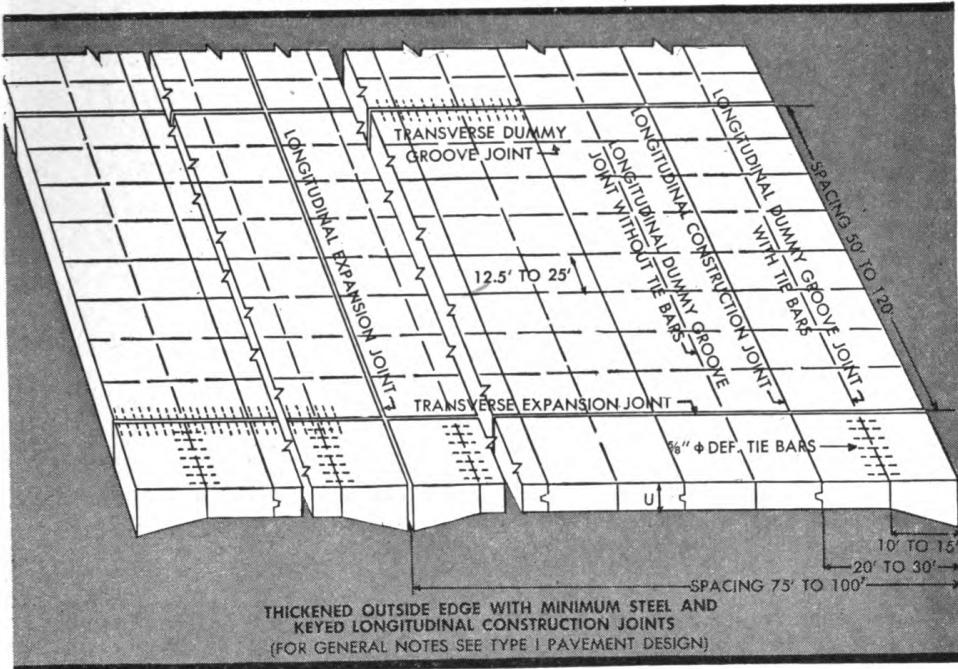 TRANSVERSE DUMMY
GROOVE JOINT
LONGITUDINAL EXPANSION JOINT
12.5' TO 25'
LONGITUDINAL DUMMY GROOVE
JOINT WITHOUT TIE BARS
LONGITUDINAL CONSTRUCTION JOINT
LONGITUDINAL DUMMY GROOVE JOINT
WITH TIE BARS
SPACING 50' TO 120'
TRANSVERSE EXPANSION JOINT
⅝" ϕ DEF. TIE BARS
U
10' TO 15'
20' TO 30'
SPACING 75' TO 100'
THICKENED OUTSIDE EDGE WITH MINIMUM STEEL AND
KEYED LONGITUDINAL CONSTRUCTION JOINTS
(FOR GENERAL NOTES SEE TYPE I PAVEMENT DESIGN)